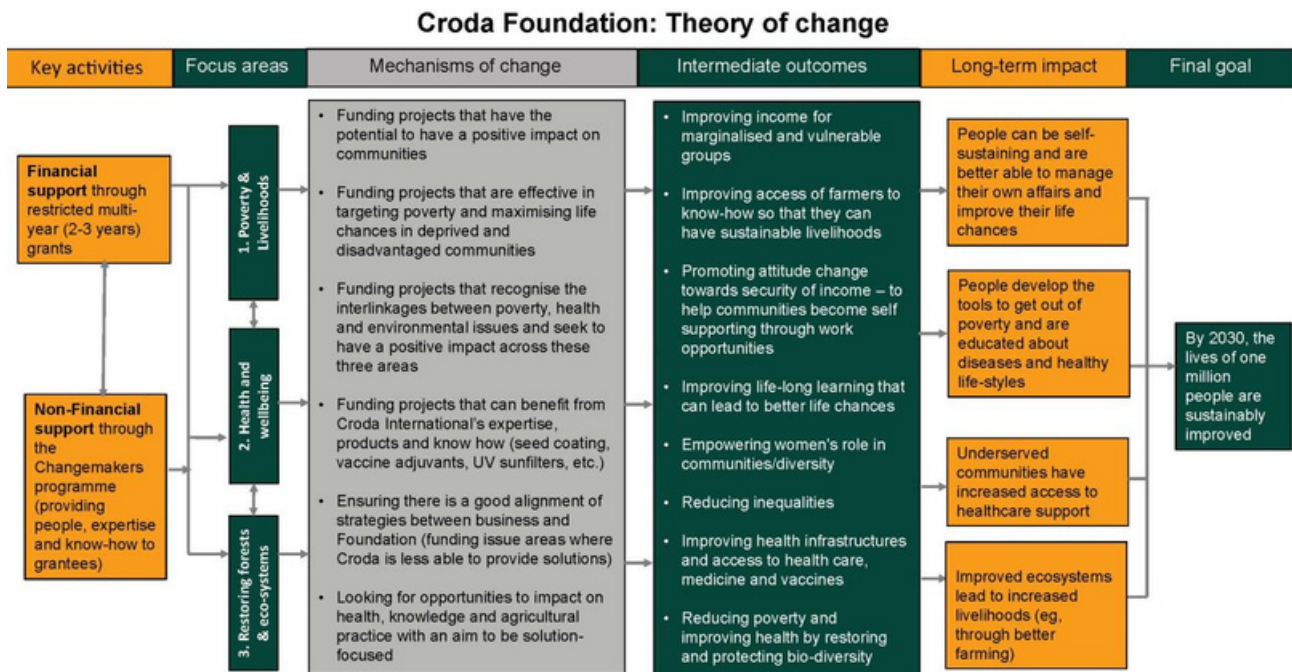 Croda Foundation: Theory of change
Key activities
Focus areas
Mechanisms of change
Intermediate outcomes
Long-term impact
Final goal
Financial
support through
restricted multi-
year (2-3 years)
grants
Non-Financial
support through
the
Changemakers
programme
(providing
people, expertise
and know-how to
grantees)
1. Poverty &
Livelihoods
2. Health and
wellbeing
3. Restoring forests
& eco-systems
• Funding projects that have the
potential to have a positive impact on
communities
• Funding projects that are effective in
targeting poverty and maximising life
chances in deprived and
disadvantaged communities
• Funding projects that recognise the
interlinkages between poverty, health
and environmental issues and seek to
have a positive impact across these
three areas
• Funding projects that can benefit from
Croda International's expertise,
products and know how (seed coating,
vaccine adjuvants, UV sunfilters, etc.)
• Ensuring there is a good alignment of
strategies between business and
Foundation (funding issue areas where
Croda is less able to provide solutions)
• Looking for opportunities to impact on
health, knowledge and agricultural
practice with an aim to be solution-
focused
• Improving income for
marginalised and vulnerable
groups
• Improving access of farmers to
know-how so that they can
have sustainable livelihoods
• Promoting attitude change
towards security of income – to
help communities become self
supporting through work
opportunities
• Improving life-long learning that
can lead to better life chances
• Empowering women's role in
communities/diversity
• Reducing inequalities
• Improving health infrastructures
and access to health care,
medicine and vaccines
• Reducing poverty and
improving health by restoring
and protecting bio-diversity
People can be self-
sustaining and are
better able to manage
their own affairs and
improve their life
chances
People develop the
tools to get out of
poverty and are
educated about
diseases and healthy
life-styles
Underserved
communities have
increased access to
healthcare support
Improved ecosystems
lead to increased
livelihoods (eg,
through better
farming)
By 2030, the
lives of one
million
people are
sustainably
improved